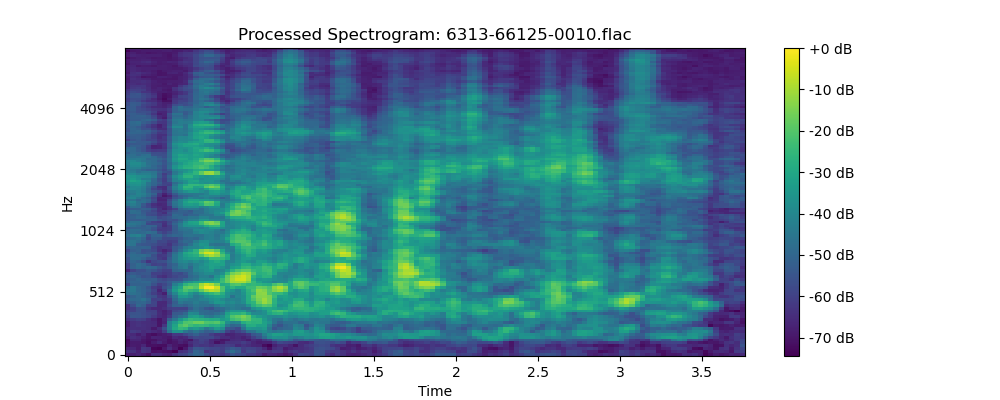 Processed Spectrogram: 6313-66125-0010.flac
+0 dB
-10 dB
-20 dB
-30 dB
-40 dB
-50 dB
-60 dB
-70 dB
4096
2048
1024
512
0
Hz
0 0.5 1 1.5 2 2.5 3 3.5
Time